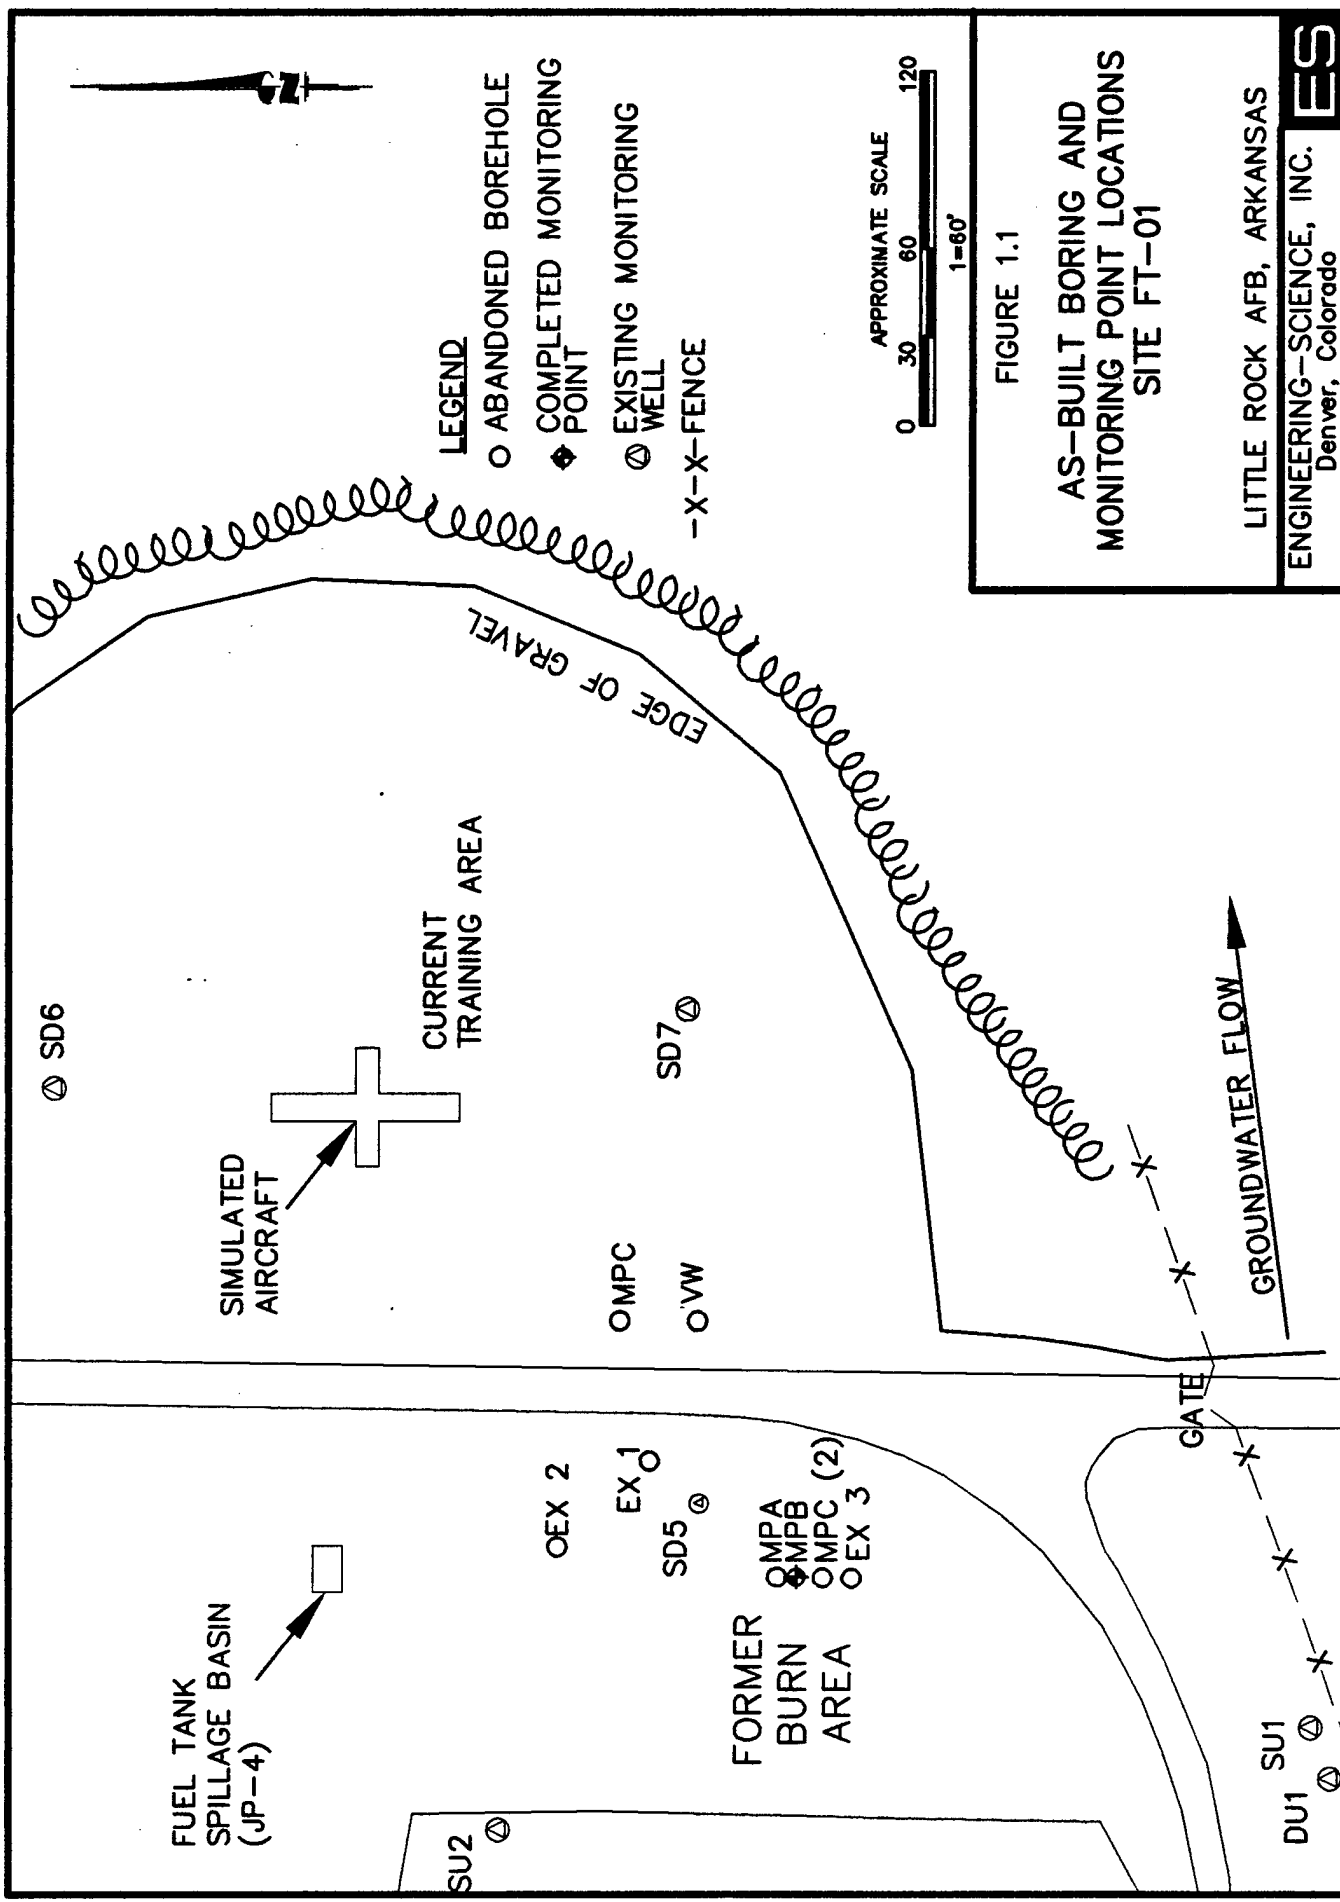 N
FUEL TANK
SPILLAGE BASIN
(JP-4)
SIMULATED
AIRCRAFT
SD6
CURRENT
TRAINING AREA
EDGE OF GRAVEL
SU2
OEX 2
EX 1
SD5
OMPC
VW
SD7
FORMER
BURN
AREA
MPA
MPB
MPC (2)
EX 3
GATE
X
X
X
X
X
GROUNDWATER FLOW
SU1
DU1
LEGEND
ABANDONED BOREHOLE
COMPLETED MONITORING
POINT
EXISTING MONITORING
WELL
-X-X-FENCE
APPROXIMATE SCALE
0 30 60 120
1=60'
FIGURE 1.1
AS-BUILT BORING AND
MONITORING POINT LOCATIONS
SITE FT-01
LITTLE ROCK AFB, ARKANSAS
ENGINEERING-SCIENCE, INC.
Denver, Colorado
ES